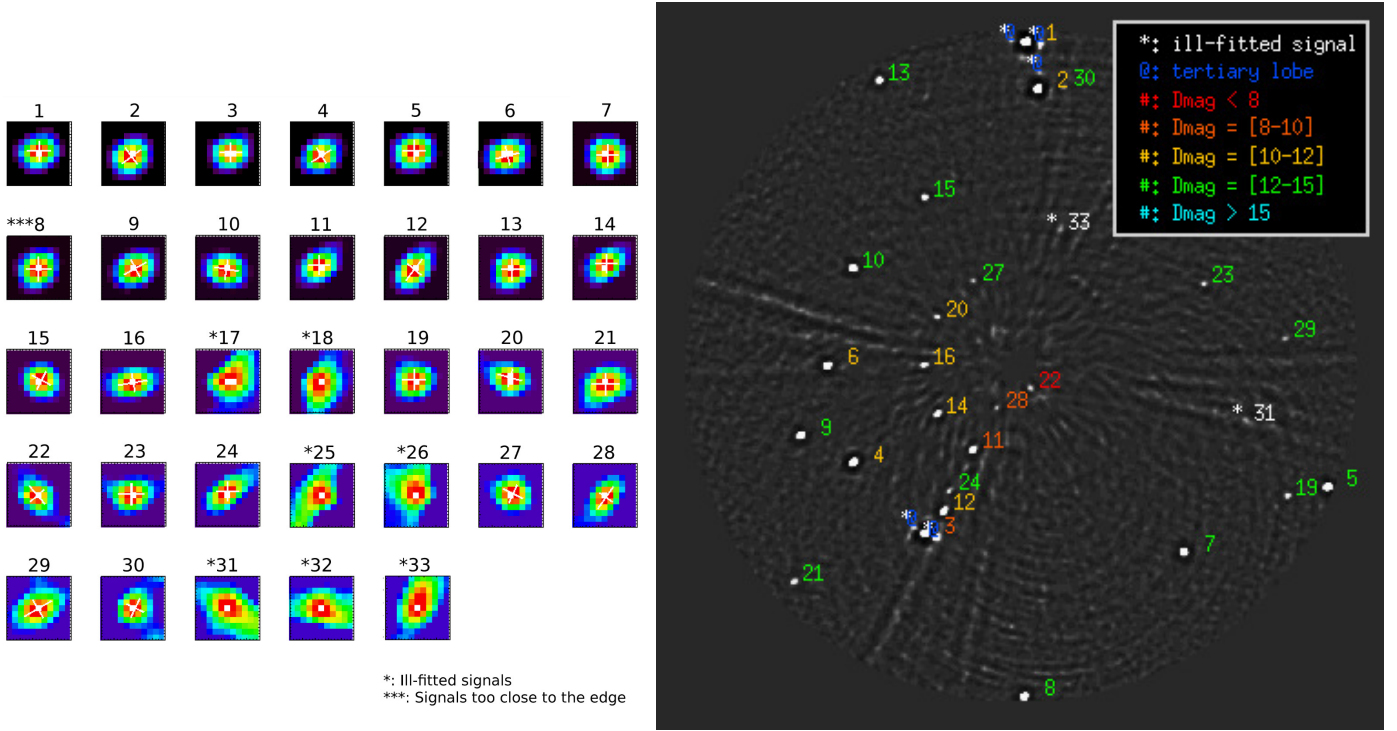 1 2 3 4 5 6 7
***8 9 10 11 12 13 14
15 16 *17 *18 19 20 21
22 23 24 *25 *26 27 28
29 30 *31 *32 *33
*: Ill-fitted signals
***: Signals too close to the edge
*: ill-fitted signal
@: tertiary lobe
#: Dmag < 8
#: Dmag = [8-10]
#: Dmag = [10-12]
#: Dmag = [12-15]
#: Dmag > 15
*@ *@ 1
*@
13
2 30
15
* 33
10
27
23
20
29
6
16
22
28
14
* 31
9
11
4
24
19
5
12
*@
*@ 3
7
21
8